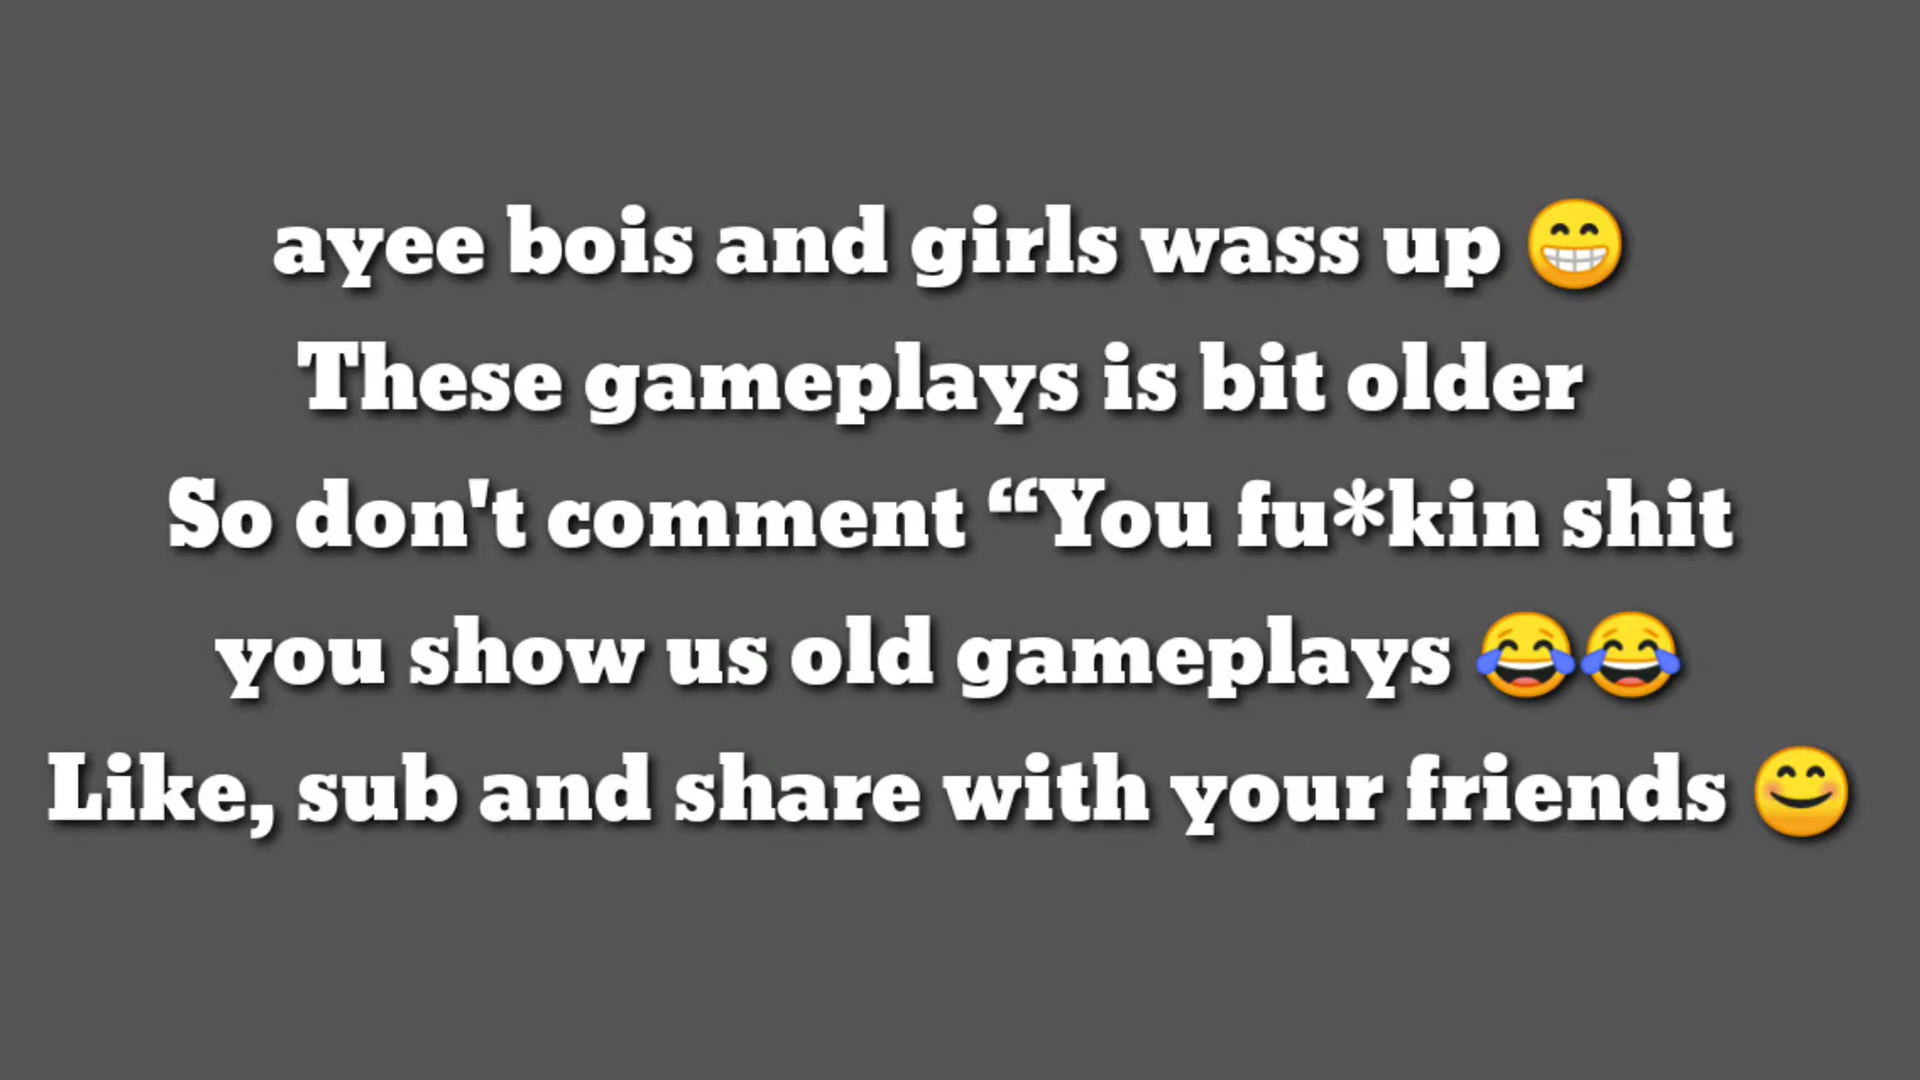 ayee bois and girls wass up 😁
These gameplays is bit older
So don't comment “You fu*kin shit
you show us old gameplays 😂😂
Like, sub and share with your friends 😊